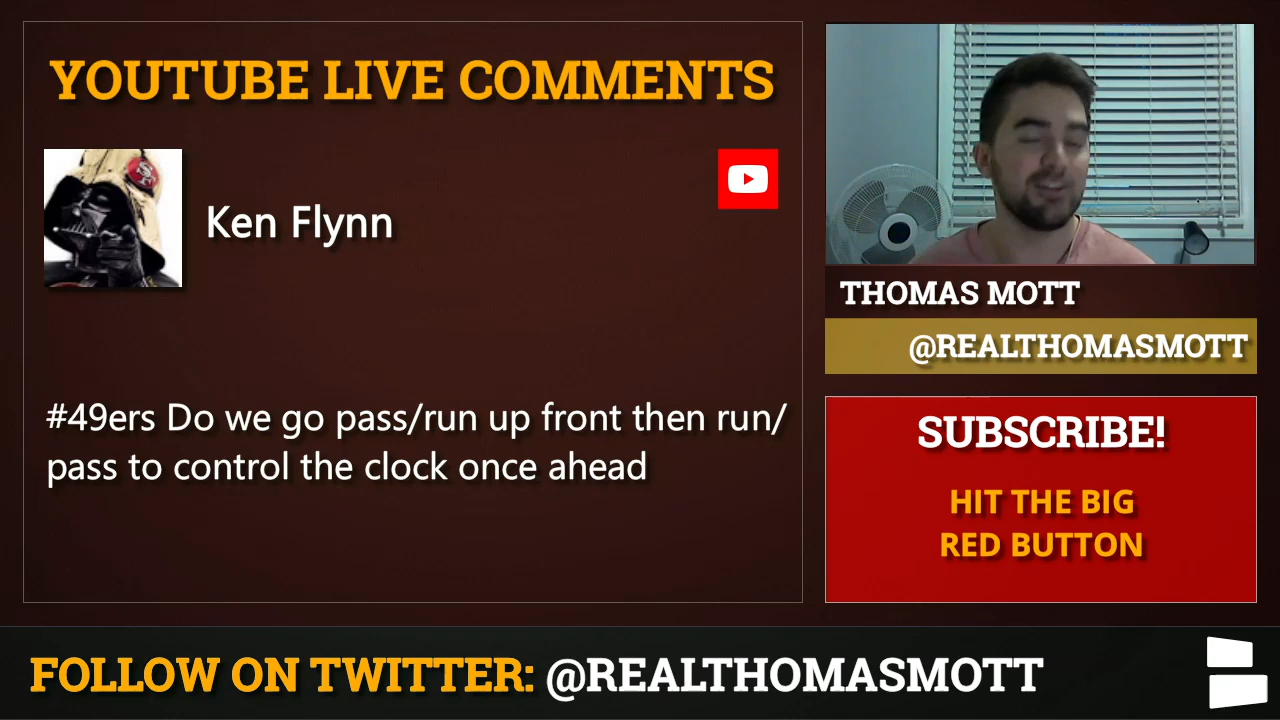 YOUTUBE LIVE COMMENTS
Ken Flynn
#49ers Do we go pass/run up front then run/
pass to control the clock once ahead
THOMAS MOTT
@REALTHOMASMOTT
SUBSCRIBE!
HIT THE BIG
RED BUTTON
FOLLOW ON TWITTER: @REALTHOMASMOTT